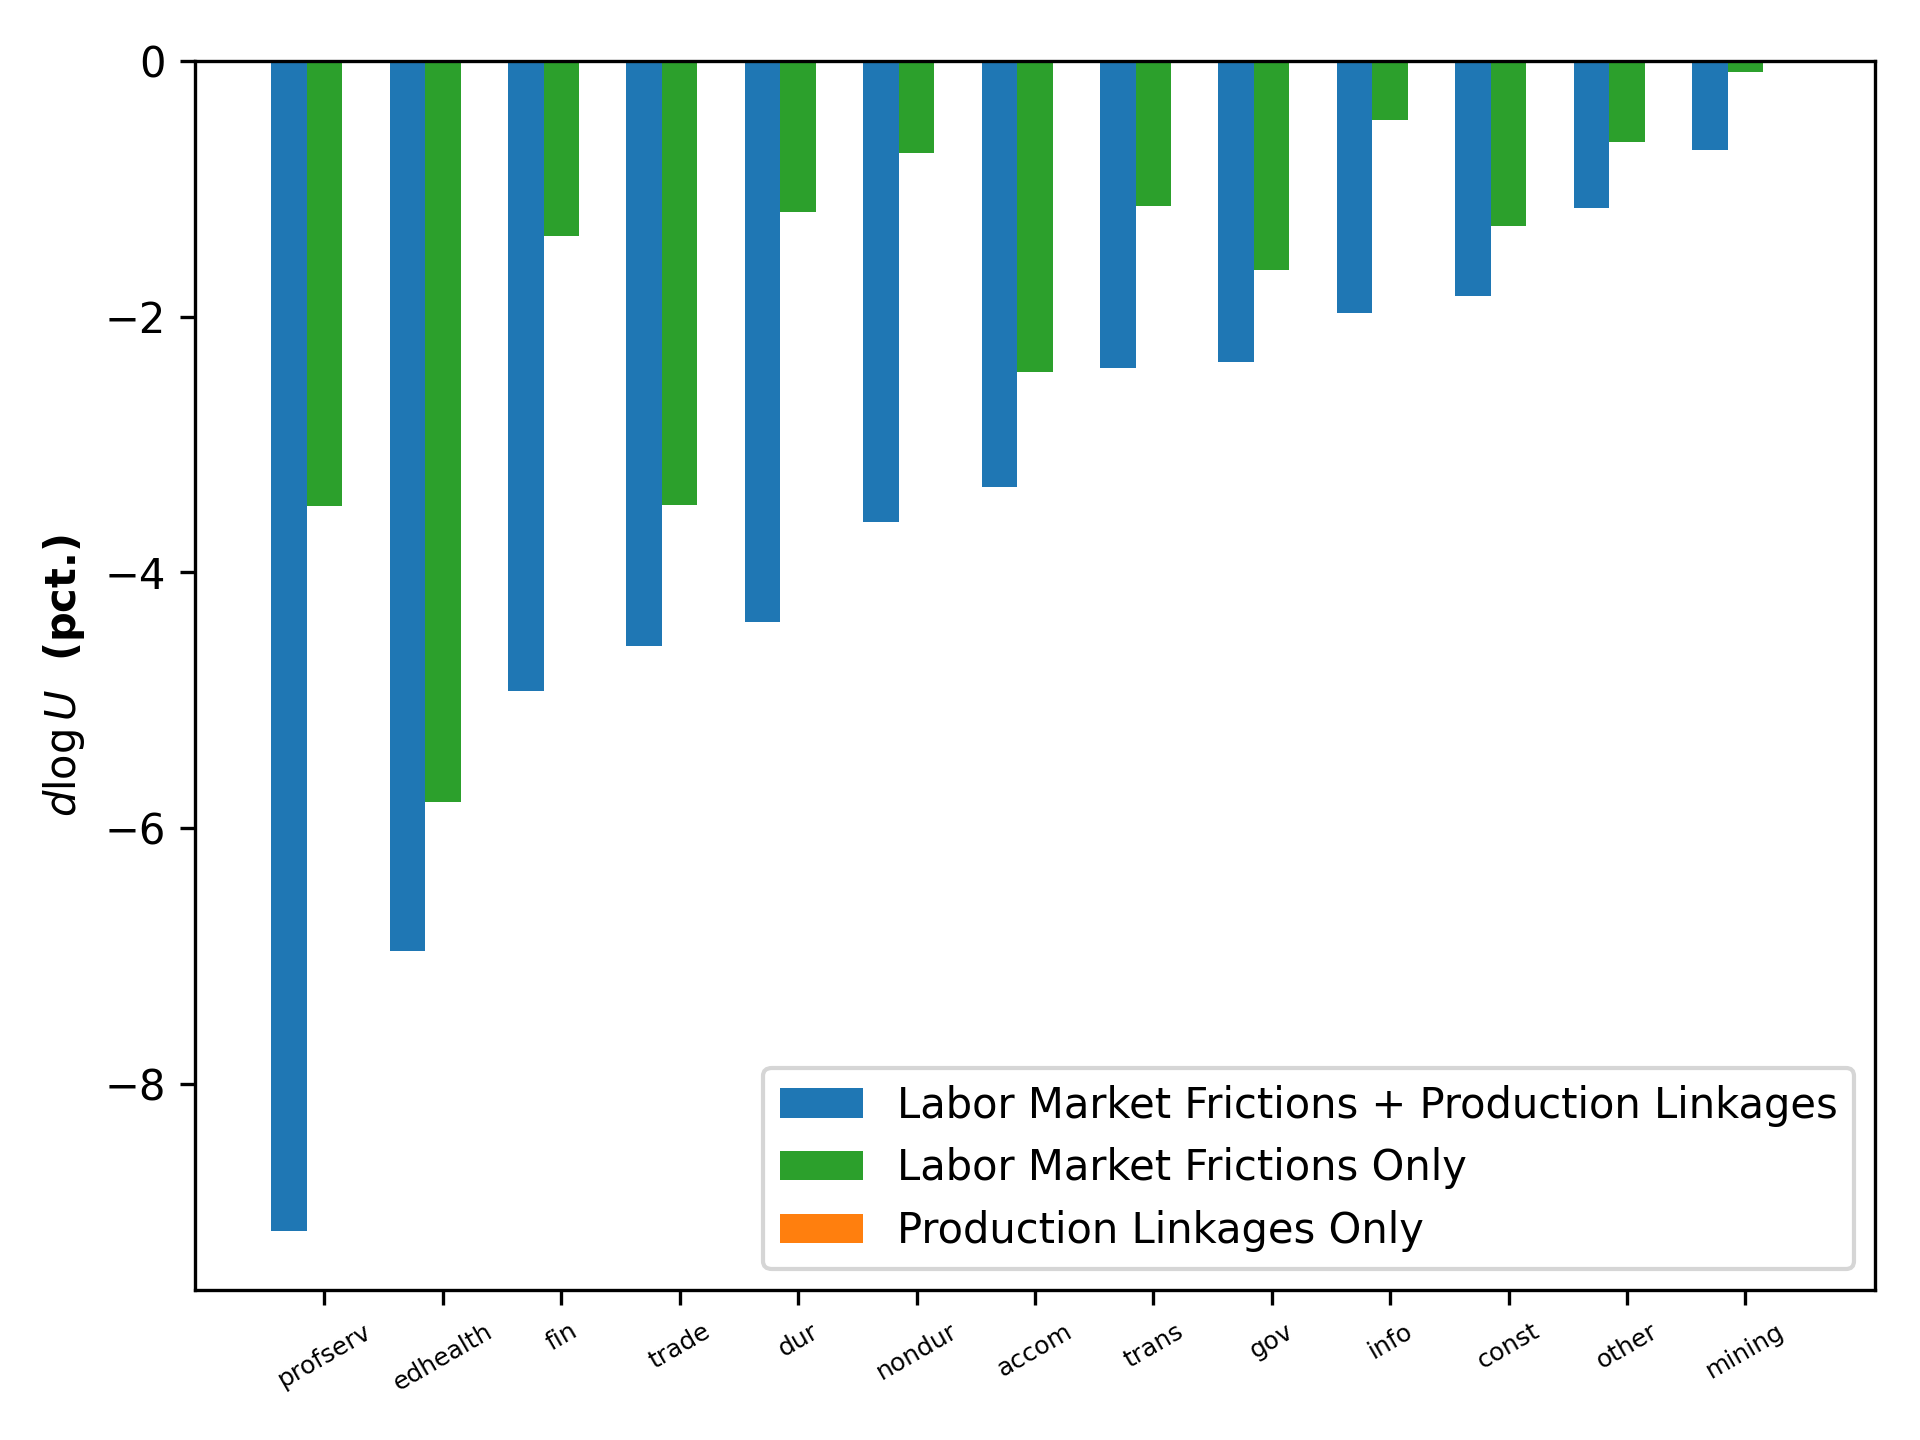 0
−2
−4
−6
−8
d log U (pct.)
profserv
edhealth
fin
trade
dur
nondur
accom
trans
gov
info
const
other
mining
Labor Market Frictions + Production Linkages
Labor Market Frictions Only
Production Linkages Only